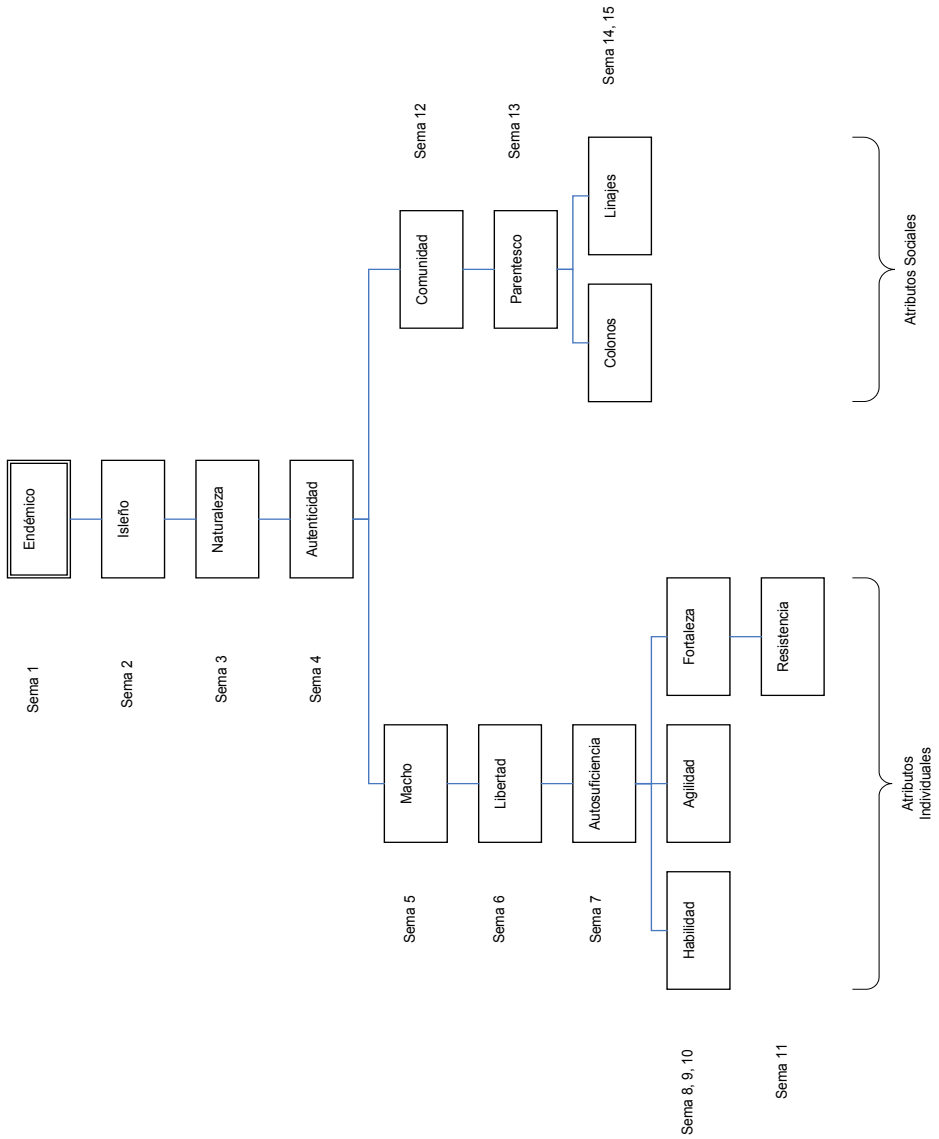 Sema 1
Endémico
Sema 2
Isleño
Sema 3
Naturaleza
Sema 4
Autenticidad
Sema 5
Macho
Comunidad
Sema 12
Sema 6
Libertad
Parentesco
Sema 13
Sema 7
Autosuficiencia
Colonos
Linajes
Sema 14, 15
Sema 8, 9, 10
Habilidad
Agilidad
Fortaleza
Sema 11
Resistencia
Atributos
Individuales
Atributos Sociales